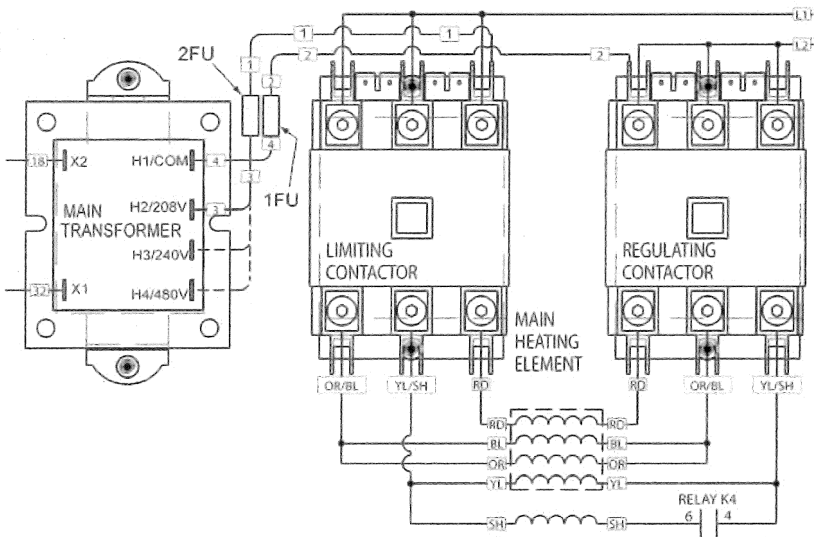 L1
1
1
L2
2FU
1
2
2
2
18
X2
H1/COM
4
4
3
1FU
MAIN
TRANSFORMER
H2/208V
3
H3/240V
32
X1
H4/480V
LIMITING
CONTACTOR
REGULATING
CONTACTOR
MAIN
HEATING
ELEMENT
OR/BL
YL/SH
RD
RD
OR/BL
YL/SH
RD
RD
BL
BL
OR
OR
YL
YL
RELAY K4
6
4
SH
SH